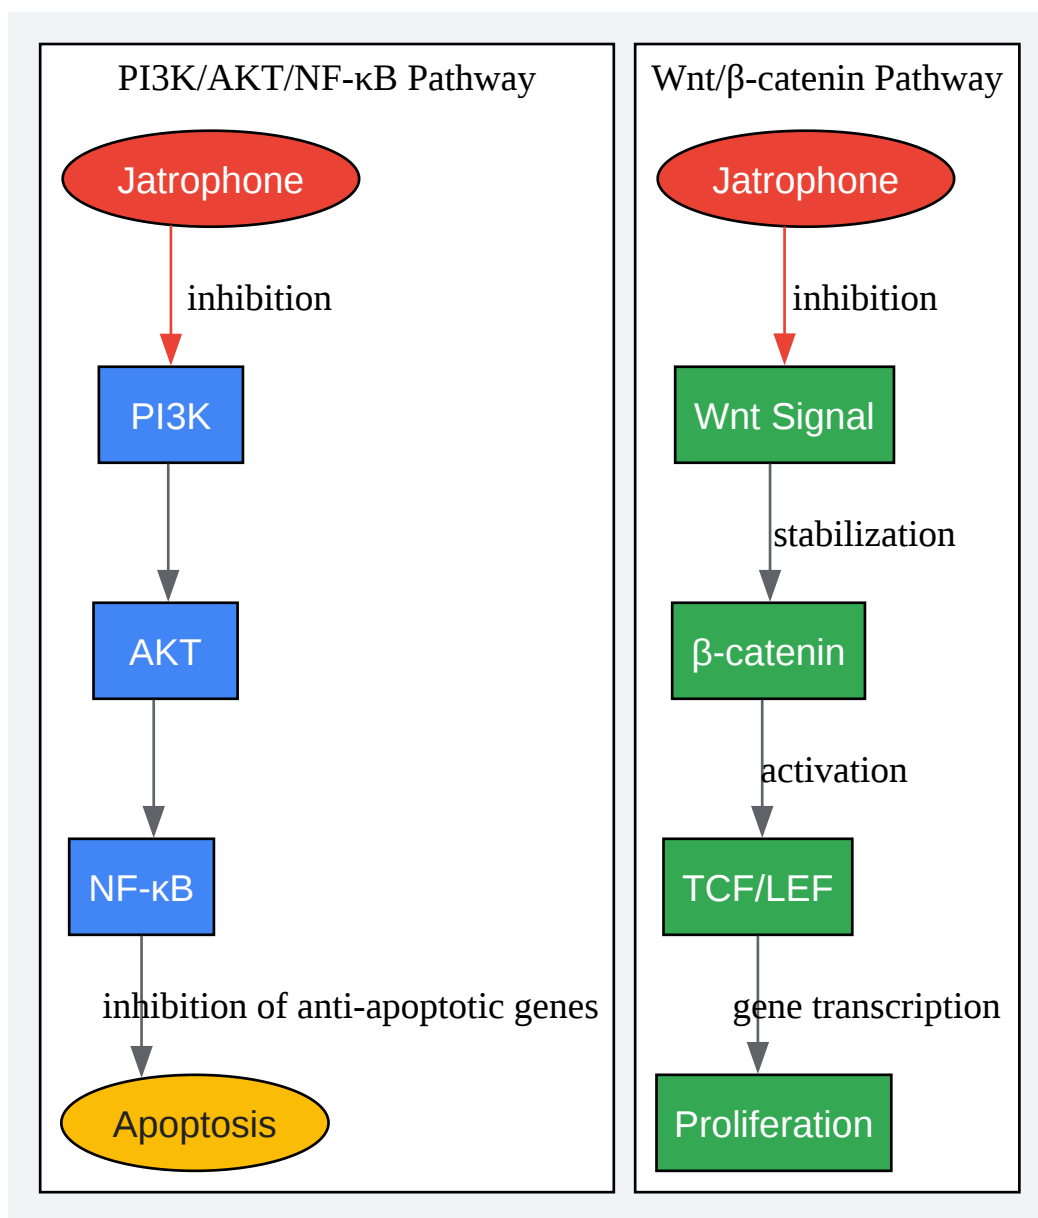 PI3K/AKT/NF-κB Pathway
Jatrophone
inhibition
PI3K
AKT
NF-κB
inhibition of anti-apoptotic genes
Apoptosis
Wnt/β-catenin Pathway
Jatrophone
inhibition
Wnt Signal
stabilization
β-catenin
activation
TCF/LEF
gene transcription
Proliferation